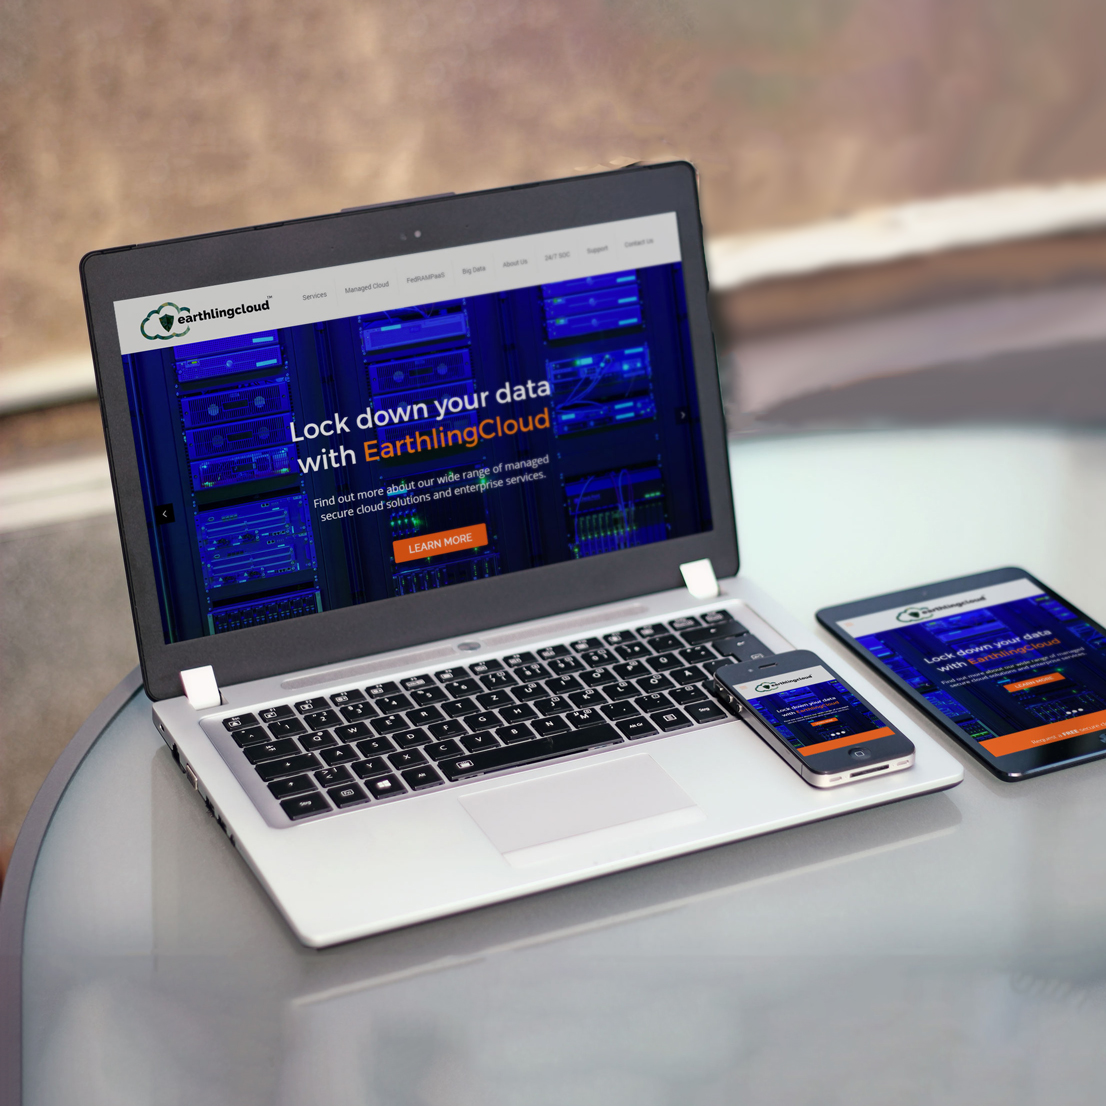 earthlingcloud™
Services
Managed Cloud
FedRAMPaaS
Big Data
About Us
24/7 SOC
Support
Contact Us
Lock down your data
with EarthlingCloud
Find out more about our wide range of managed
secure cloud solutions and enterprise services.
LEARN MORE
earthlingcloud
Lock down your data
with EarthlingCloud
LEARN MORE
earthlingcloud
Lock down your data
with EarthlingCloud
Find out more about our wide range of managed
secure cloud solutions and enterprise services.
LEARN MORE
Request a FREE